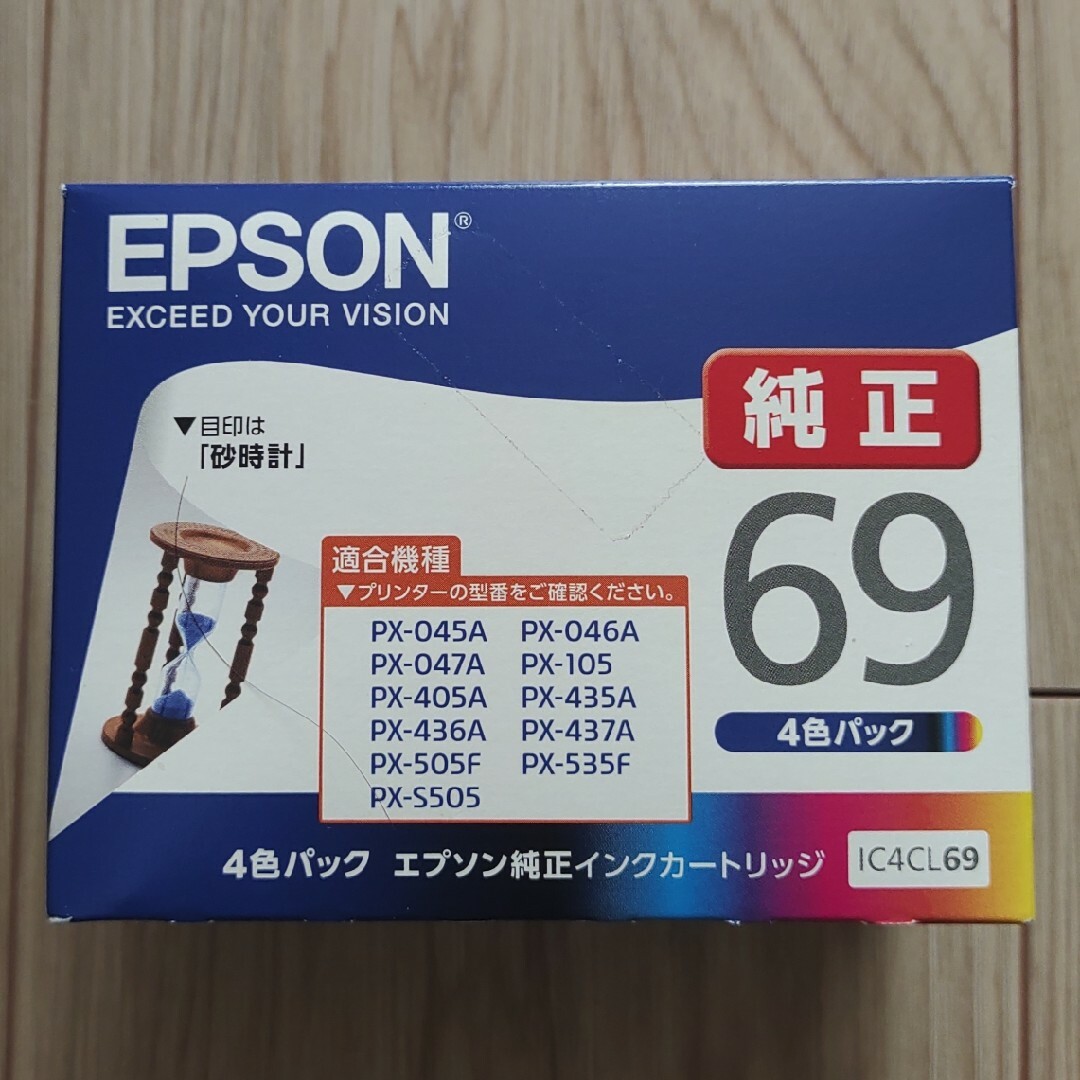 EPSON®
EXCEED YOUR VISION
純正
▼目印は
「砂時計」
69
適合機種
▼プリンターの型番をご確認ください。
PX-045A PX-046A
PX-047A PX-105
PX-405A PX-435A
PX-436A PX-437A
PX-505F PX-535F
PX-S505
4色パック
4色パック エプソン純正インクカートリッジ IC4CL69